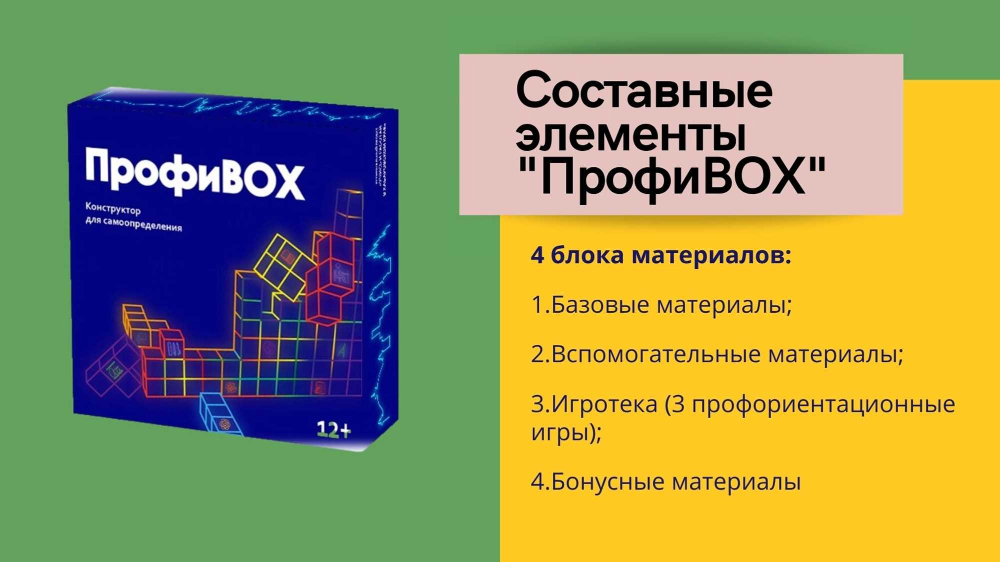 ПрофиBOX
Конструктор
для самоопределения
12+
Составные
элементы
"ПрофиBOX"
4 блока материалов:
1.Базовые материалы;
2.Вспомогательные материалы;
3.Игротека (3 профориентационные
игры);
4.Бонусные материалы